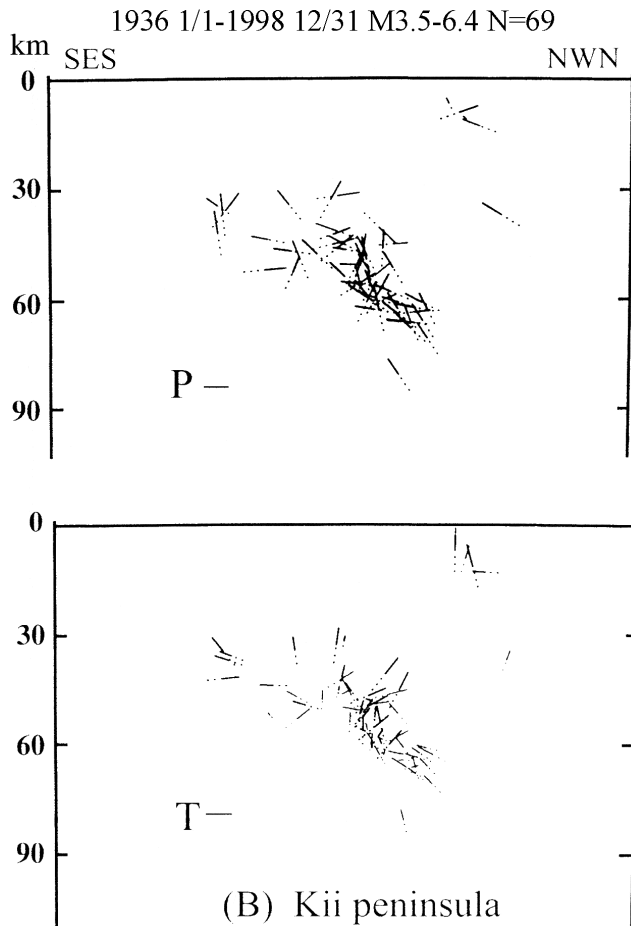 1936 1/1-1998 12/31 M3.5-6.4 N=69
km SES NWN
0
30
60
P —
90
0
30
60
T —
90
(B) Kii peninsula